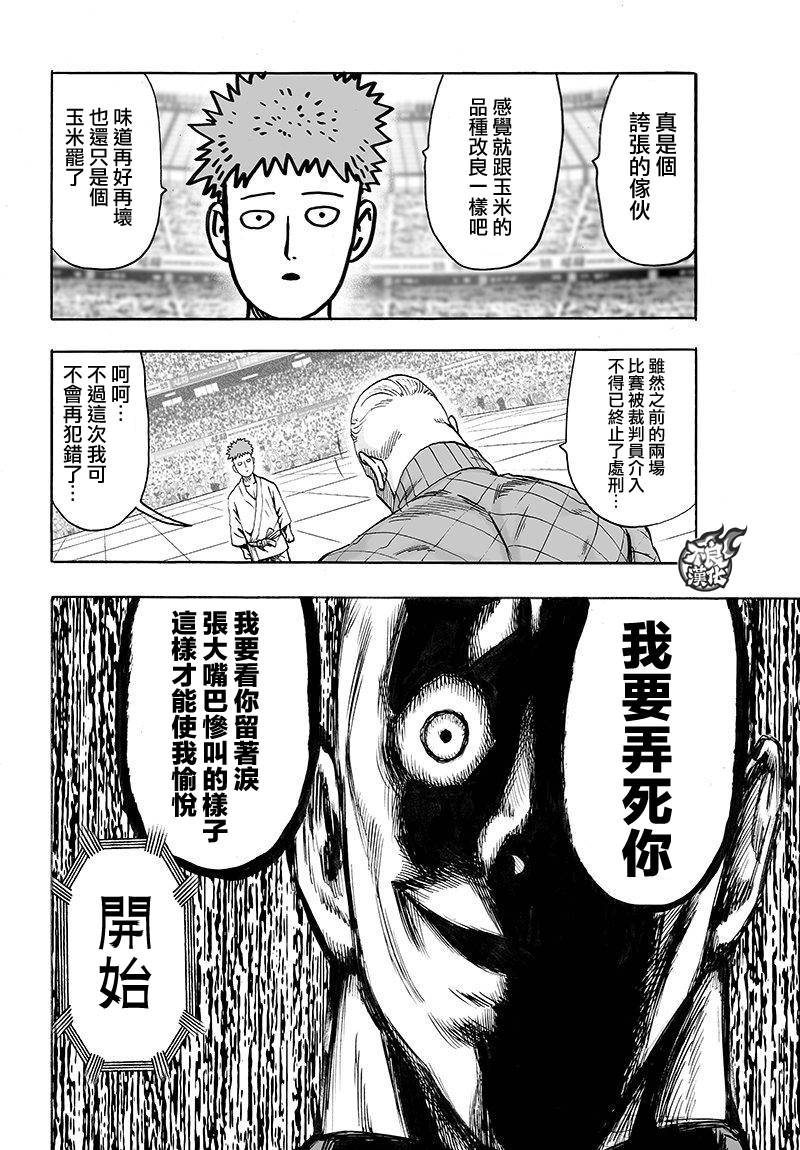 真是個
誇張的傢伙
感覺就跟玉米的
品種改良一樣吧
味道再好再壞
也還只是個
玉米罷了
雖然之前的兩場
比賽被裁判員介入
不得已終止了處刑…
呵呵…
不過這次我可
不會再犯錯了…
我要弄死你
我要看你留著淚
張大嘴巴慘叫的樣子
這樣才能使我愉悅
開始